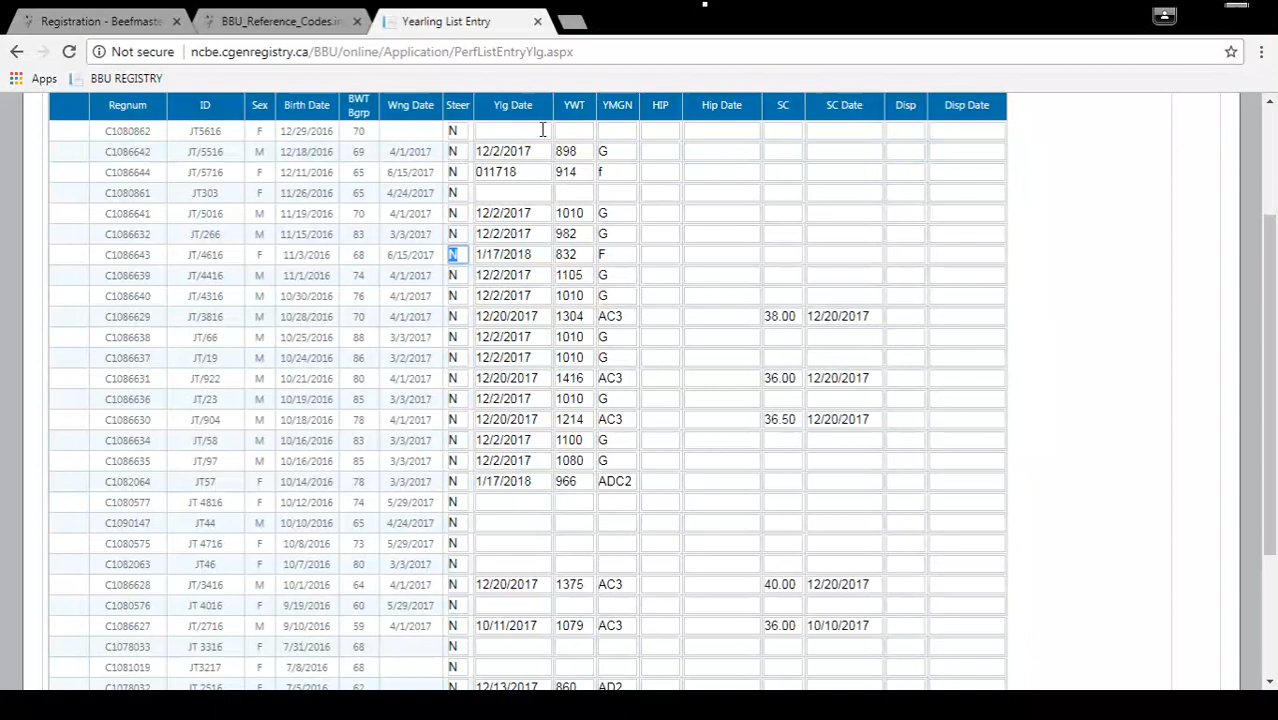 Registration - Beefmaste
BBU_Reference_Codes.in
Yearling List Entry
Not secure ncbe.cgenregistry.ca/BBU/online/Application/PerfListEntryYlg.aspx
Apps BBU REGISTRY
Regnum ID Sex Birth Date BWT Bgrp Wng Date Steer Ylg Date YWT YMGN HIP Hip Date SC SC Date Disp Disp Date
C1080862 JT5616 F 12/29/2016 70 N
C1086642 JT/5516 M 12/18/2016 69 4/1/2017 N 12/2/2017 898 G
C1086644 JT/5716 F 12/11/2016 65 6/15/2017 N 011718 914 f
C1080861 JT303 F 11/26/2016 65 4/24/2017 N
C1086641 JT/5016 M 11/19/2016 70 4/1/2017 N 12/2/2017 1010 G
C1086632 JT/266 M 11/15/2016 83 3/3/2017 N 12/2/2017 982 G
C1086643 JT/4616 F 11/3/2016 68 6/15/2017 N 1/17/2018 832 F
C1086639 JT/4416 M 11/1/2016 74 4/1/2017 N 12/2/2017 1105 G
C1086640 JT/4316 M 10/30/2016 76 4/1/2017 N 12/2/2017 1010 G
C1086629 JT/3816 M 10/28/2016 70 4/1/2017 N 12/20/2017 1304 AC3 38.00 12/20/2017
C1086638 JT/66 M 10/25/2016 88 3/3/2017 N 12/2/2017 1010 G
C1086637 JT/19 M 10/24/2016 86 3/2/2017 N 12/2/2017 1010 G
C1086631 JT/922 M 10/21/2016 80 4/1/2017 N 12/20/2017 1416 AC3 36.00 12/20/2017
C1086636 JT/23 M 10/19/2016 85 3/3/2017 N 12/2/2017 1010 G
C1086630 JT/904 M 10/18/2016 78 4/1/2017 N 12/20/2017 1214 AC3 36.50 12/20/2017
C1086634 JT/58 M 10/16/2016 83 3/3/2017 N 12/2/2017 1100 G
C1086635 JT/97 M 10/16/2016 85 3/3/2017 N 12/2/2017 1080 G
C1082064 JT57 F 10/14/2016 78 3/3/2017 N 1/17/2018 966 ADC2
C1080577 JT 4816 F 10/12/2016 74 5/29/2017 N
C1090147 JT44 M 10/10/2016 65 4/24/2017 N
C1080575 JT 4716 F 10/8/2016 73 5/29/2017 N
C1082063 JT46 F 10/7/2016 80 3/3/2017 N
C1086628 JT/3416 M 10/1/2016 64 4/1/2017 N 12/20/2017 1375 AC3 40.00 12/20/2017
C1080576 JT 4016 F 9/19/2016 60 5/29/2017 N
C1086627 JT/2716 M 9/10/2016 59 4/1/2017 N 10/11/2017 1079 AC3 36.00 10/10/2017
C1078033 JT 3316 F 7/31/2016 68 N
C1081019 JT3217 F 7/8/2016 68 N
C1078032 JT 2516 F 7/5/2016 62 N 12/13/2017 860 AD2